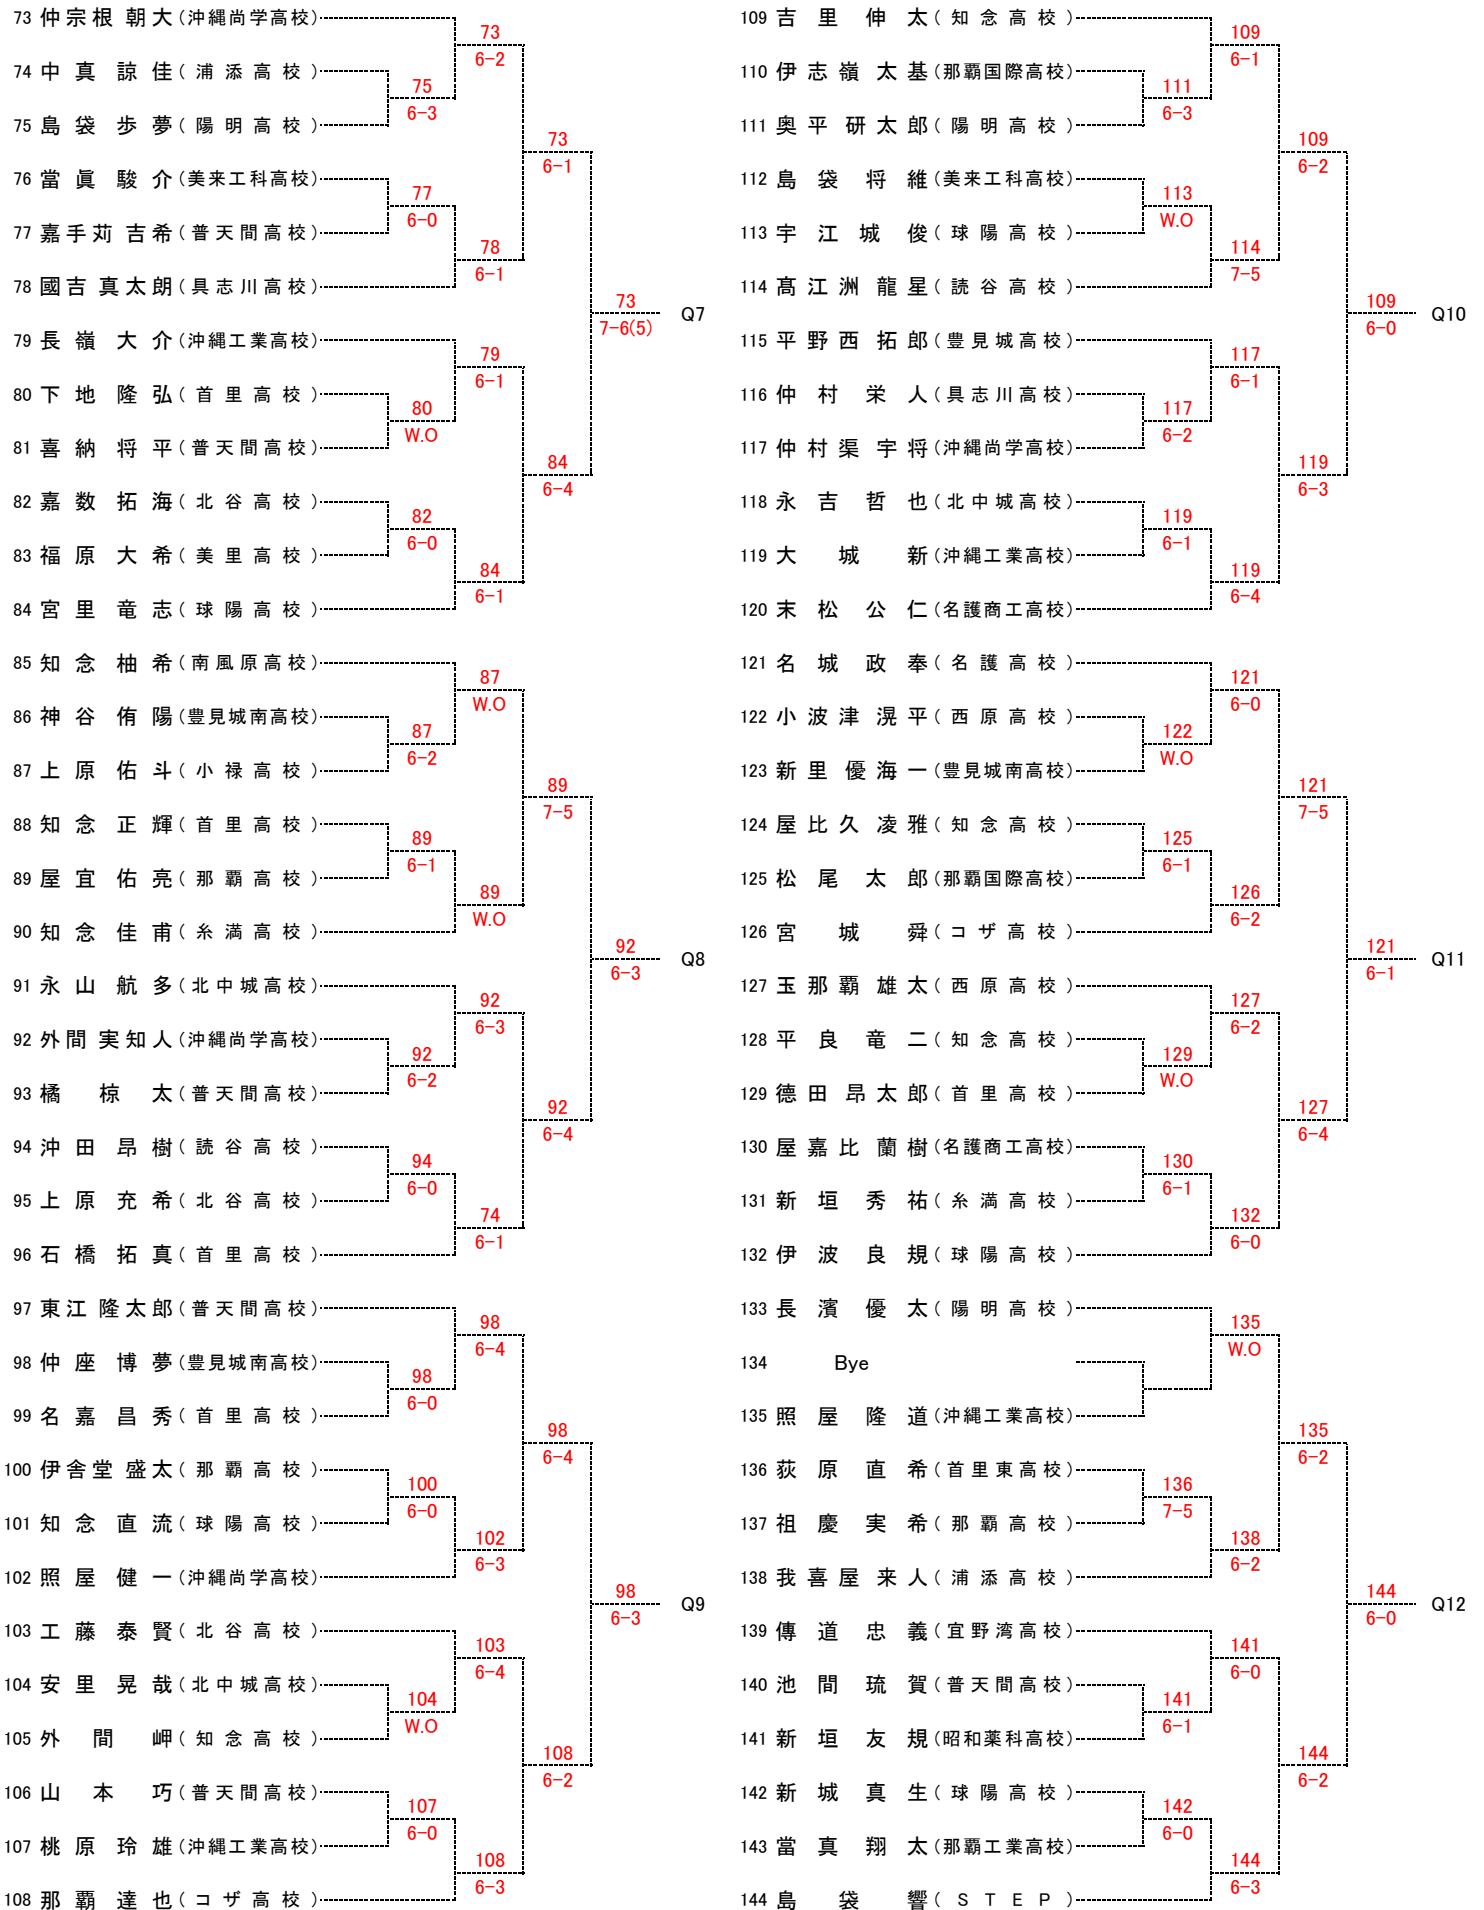 73 仲宗根 朝大 (沖縄尚学高校)
73
6-2
74 中真 諒佳 (浦添高校)
75
6-3
75 島袋 歩夢 (陽明高校)
73
6-1
76 當眞 駿介 (美来工科高校)
77
6-0
77 嘉手苅 吉希 (普天間高校)
78
6-1
78 國吉 真太朗 (具志川高校)
73
7-6(5)
Q7
79 長嶺 大介 (沖縄工業高校)
79
6-1
80 下地 隆弘 (首里高校)
80
W.O
81 喜納 将平 (普天間高校)
84
6-4
82 嘉数 拓海 (北谷高校)
82
6-0
83 福原 大希 (美里高校)
84
6-1
84 宮里 竜志 (球陽高校)
85 知念 柚希 (南風原高校)
87
W.O
86 神谷 侑陽 (豊見城南高校)
87
6-2
87 上原 佑斗 (小禄高校)
89
7-5
88 知念 正輝 (首里高校)
89
6-1
89 屋宜 佑亮 (那覇高校)
89
W.O
90 知念 佳甫 (糸満高校)
92
6-3
Q8
91 永山 航多 (北中城高校)
92
6-3
92 外間 実知人 (沖縄尚学高校)
92
6-2
93 橘 椋太 (普天間高校)
92
6-4
94 沖田 昂樹 (読谷高校)
94
6-0
95 上原 充希 (北谷高校)
74
6-1
96 石橋 拓真 (首里高校)
97 東江 隆太郎 (普天間高校)
98
6-4
98 仲座 博夢 (豊見城南高校)
98
6-0
99 名嘉 昌秀 (首里高校)
98
6-4
100 伊舎堂 盛太 (那覇高校)
100
6-0
101 知念 直流 (球陽高校)
102
6-3
102 照屋 健一 (沖縄尚学高校)
98
6-3
Q9
103 工藤 泰賢 (北谷高校)
103
6-4
104 安里 晃哉 (北中城高校)
104
W.O
105 外間 岬 (知念高校)
108
6-2
106 山本 巧 (普天間高校)
107
6-0
107 桃原 玲雄 (沖縄工業高校)
108
6-3
108 那覇 達也 (コザ高校)
109 吉里 伸太 (知念高校)
109
6-1
110 伊志嶺 太基 (那覇国際高校)
111
6-3
111 奥平 研太郎 (陽明高校)
109
6-2
112 島袋 将維 (美来工科高校)
113
W.O
113 宇江城 俊 (球陽高校)
114
7-5
114 髙江洲 龍星 (読谷高校)
109
6-0
Q10
115 平野西 拓郎 (豊見城高校)
117
6-1
116 仲村 栄人 (具志川高校)
117
6-2
117 仲村渠 宇将 (沖縄尚学高校)
119
6-3
118 永吉 哲也 (北中城高校)
119
6-1
119 大城 新 (沖縄工業高校)
119
6-4
120 末松 公仁 (名護商工高校)
121 名城 政奉 (名護高校)
121
6-0
122 小波津 滉平 (西原高校)
122
W.O
123 新里 優海一 (豊見城南高校)
121
7-5
124 屋比久 凌雅 (知念高校)
125
6-1
125 松尾 太郎 (那覇国際高校)
126
6-2
126 宮城 舜 (コザ高校)
121
6-1
Q11
127 玉那覇 雄太 (西原高校)
127
6-2
128 平良 竜二 (知念高校)
129
W.O
129 德田 昂太郎 (首里高校)
127
6-4
130 屋嘉比 蘭樹 (名護商工高校)
130
6-1
131 新垣 秀祐 (糸満高校)
132
6-0
132 伊波 良規 (球陽高校)
133 長濱 優太 (陽明高校)
135
W.O
134 Bye
135 照屋 隆道 (沖縄工業高校)
135
6-2
136 荻原 直希 (首里東高校)
136
7-5
137 祖慶 実希 (那覇高校)
138
6-2
138 我喜屋 来人 (浦添高校)
144
6-0
Q12
139 傳道 忠義 (宜野湾高校)
141
6-0
140 池間 琉賀 (普天間高校)
141
6-1
141 新垣 友規 (昭和薬科高校)
144
6-2
142 新城 真生 (球陽高校)
142
6-0
143 當真 翔太 (那覇工業高校)
144
6-3
144 島袋 響 (STEP)